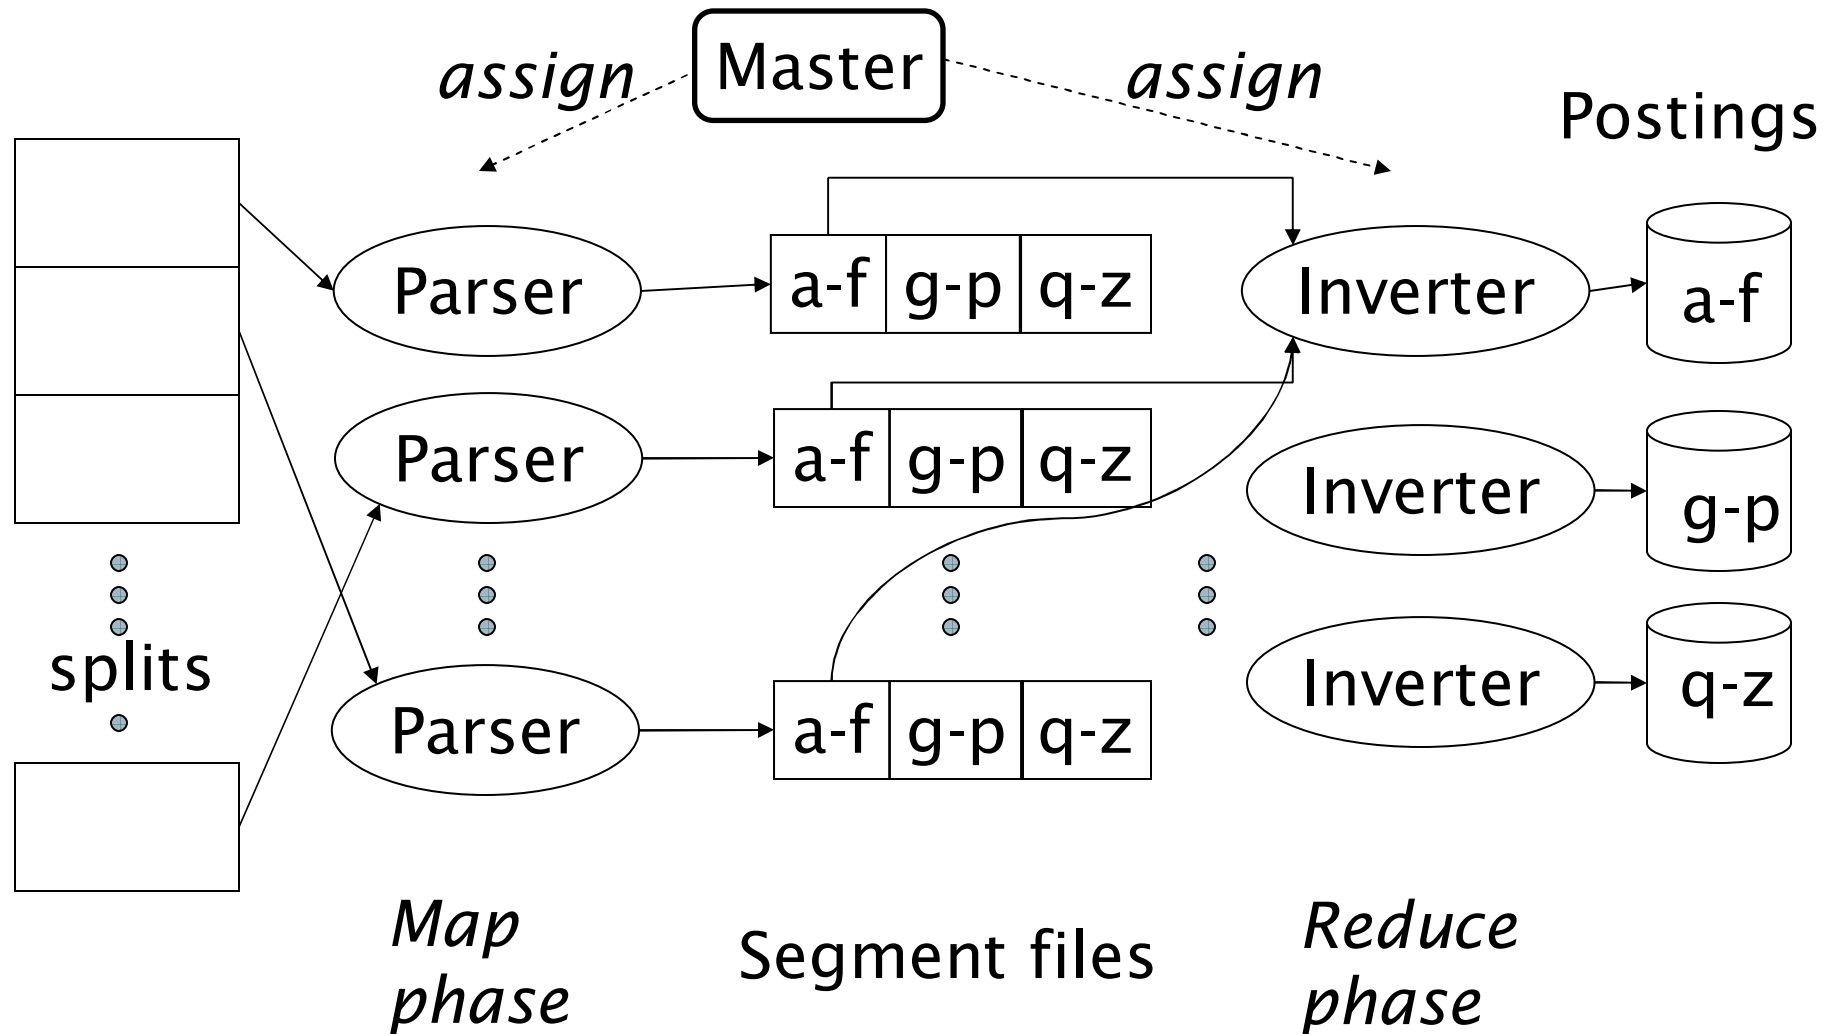 assign
Master
assign
Postings
Parser
a-f g-p q-z
Inverter
a-f
Parser
a-f g-p q-z
Inverter
g-p
splits
Parser
a-f g-p q-z
Inverter
q-z
Map
phase
Segment files
Reduce
phase